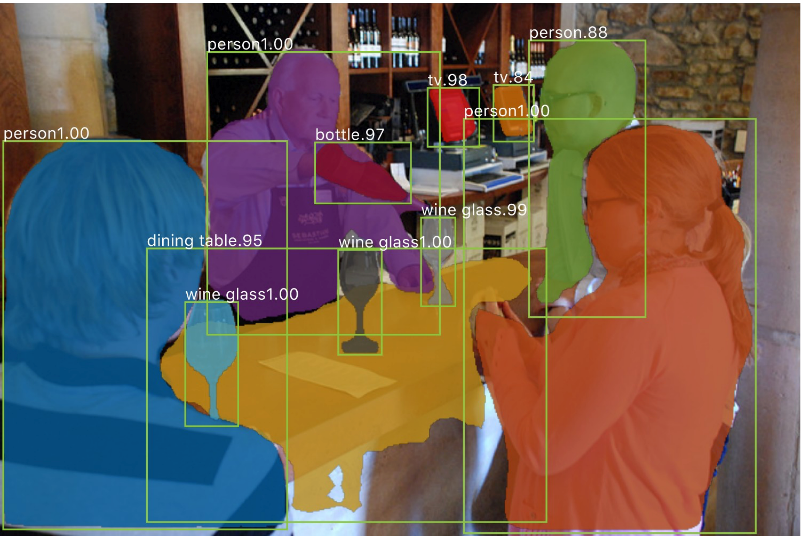 person1.00
person.88
tv.98
tv.84
person1.00
person1.00
bottle.97
wine glass.99
dining table.95
wine glass1.00
wine glass1.00